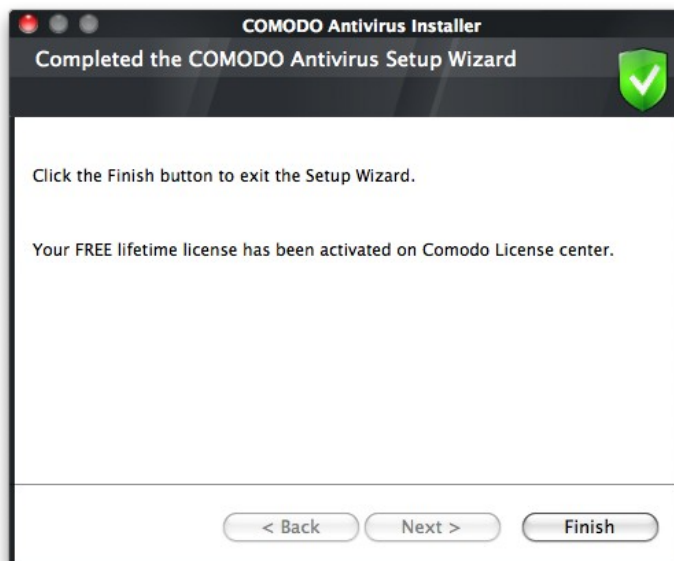 COMODO Antivirus Installer
Completed the COMODO Antivirus Setup Wizard
Click the Finish button to exit the Setup Wizard.
Your FREE lifetime license has been activated on Comodo License center.
< Back
Next >
Finish